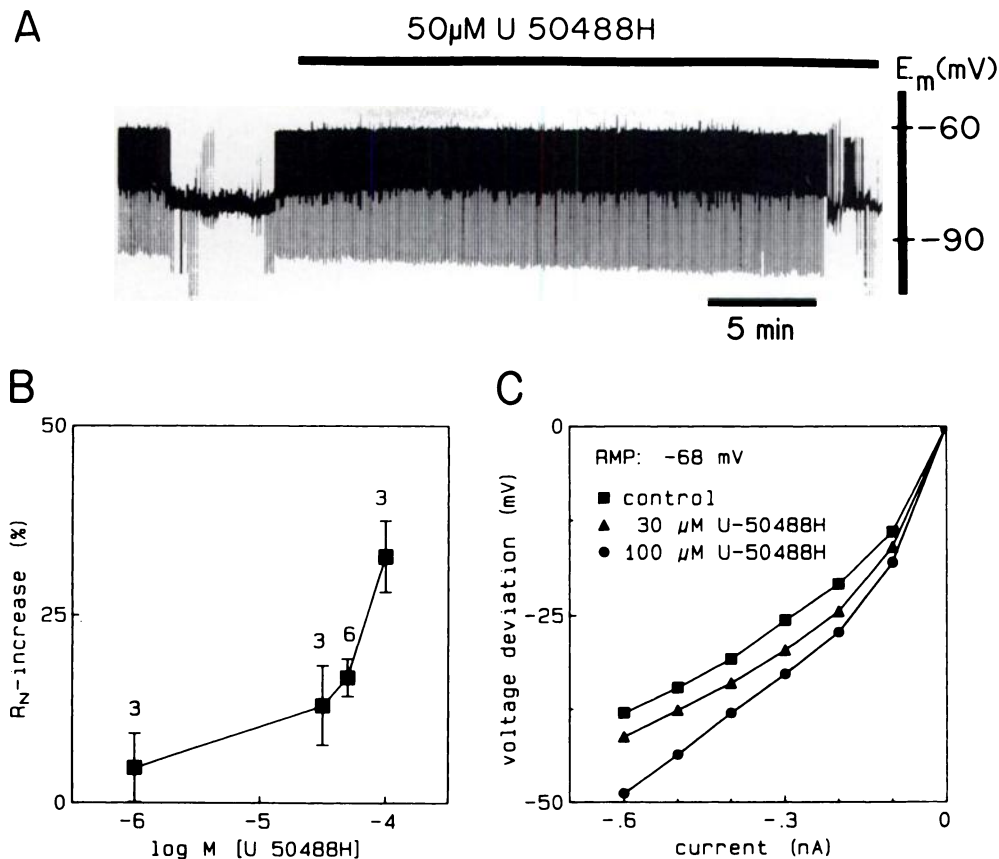 A
50µM U 50488H
Em(mV)
-60
-90
5 min
B
50
25
0
RN-increase (%)
3
3
6
3
-6
-5
-4
log M [U 50488H]
C
0
-25
-50
voltage deviation (mV)
RMP: -68 mV
control
30 µM U-50488H
100 µM U-50488H
-.6
-.3
0
current (nA)